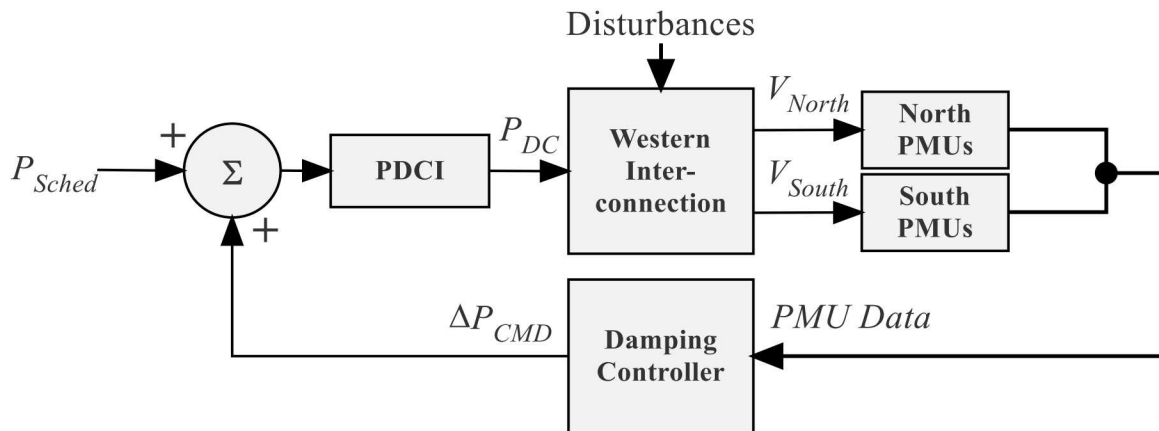 Disturbances
+
P_Sched
Σ
+
PDCI
P_DC
Western
Inter-
connection
V_North
V_South
North
PMUs
South
PMUs
ΔP_CMD
Damping
Controller
PMU Data